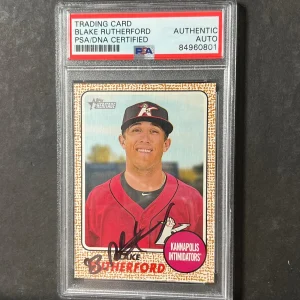 TRADING CARD
BLAKE RUTHERFORD
PSA/DNA CERTIFIED
AUTHENTIC
AUTO
84960801
PSA
Topps
HERITAGE
K
KANNAPOLIS
INTIMIDATORS
BLAKE
RUTHERFORD